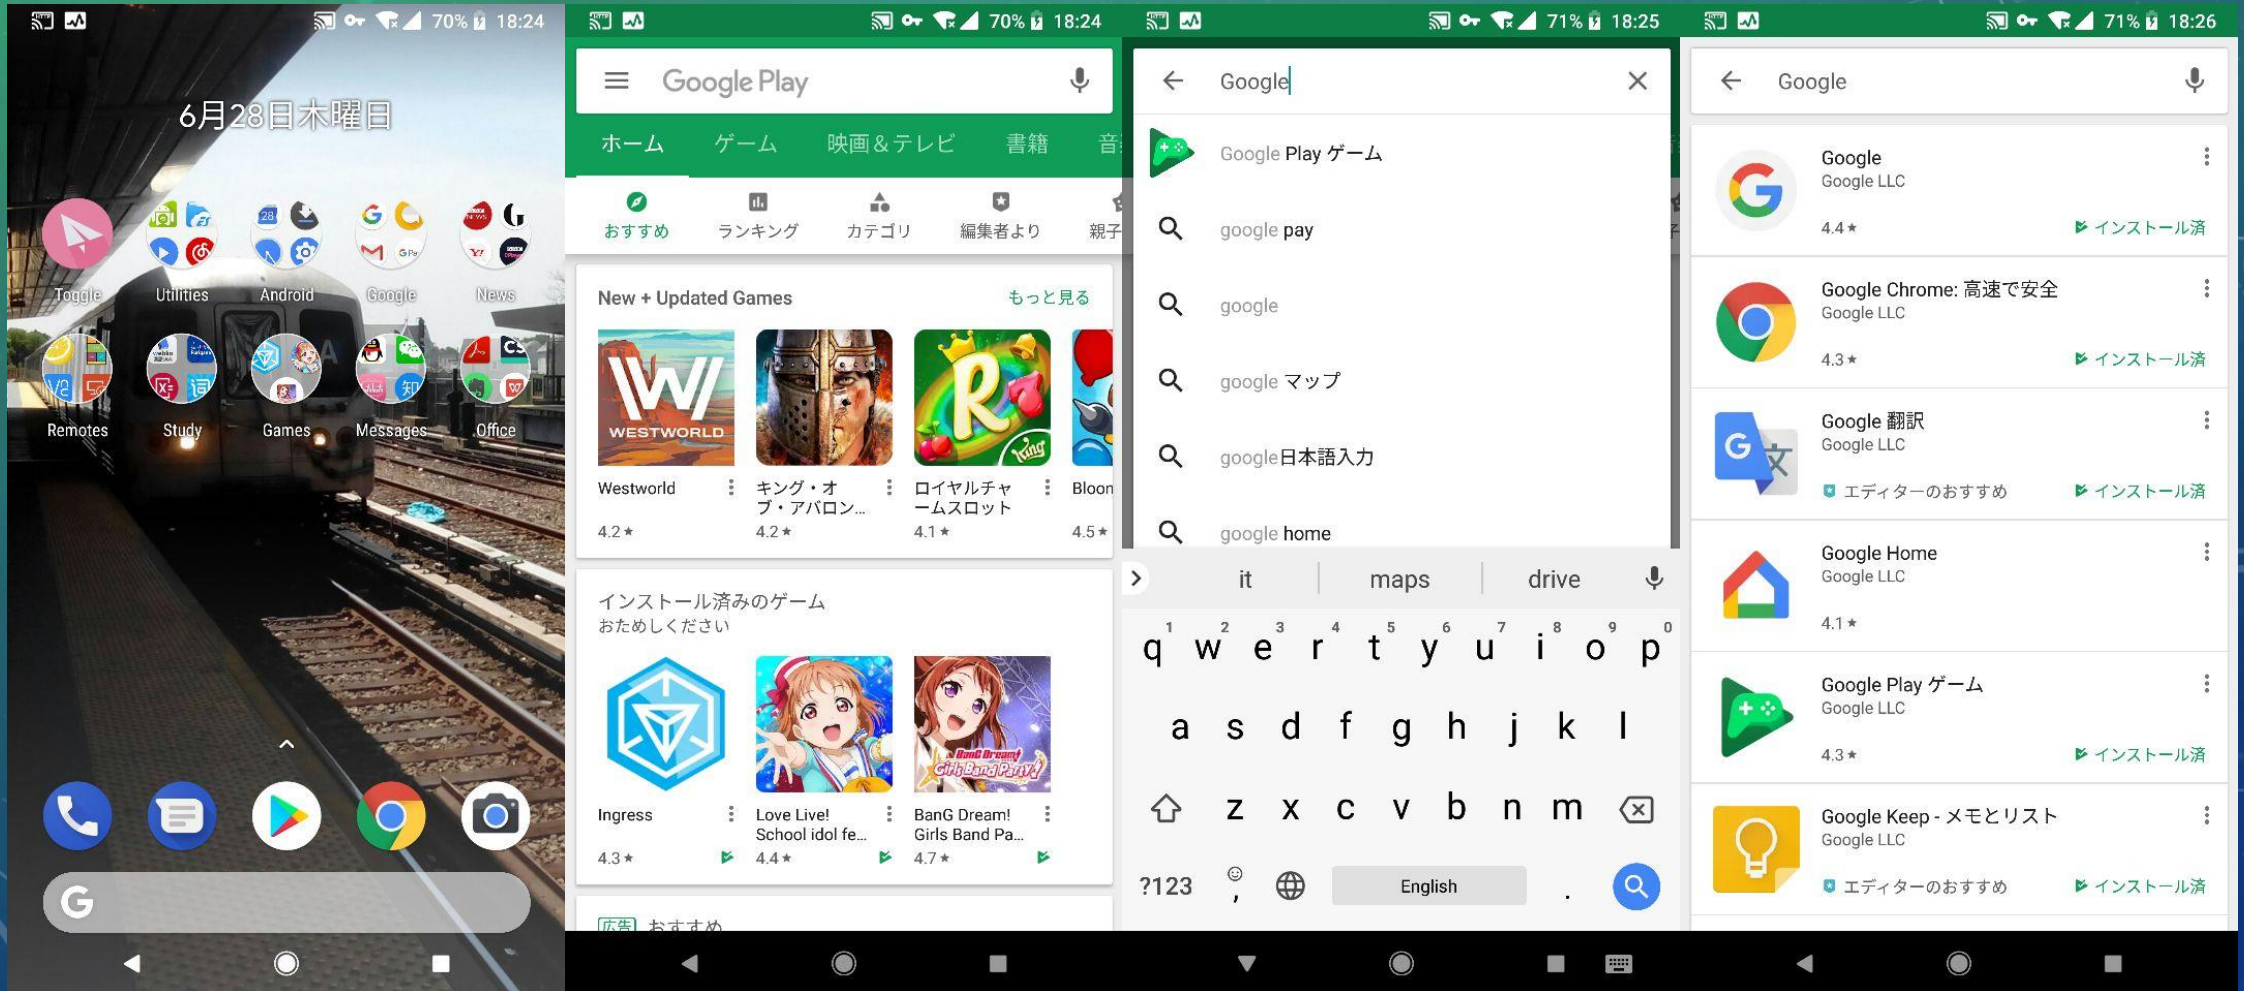 70% 18:24
6月28日木曜日
Toggle Utilities Android Google News
Remotes Study Games Messages Office
70% 18:24
Google Play
ホーム ゲーム 映画＆テレビ 書籍 音
おすすめ ランキング カテゴリ 編集者より 親子
New + Updated Games もっと見る
WESTWORLD
King
Westworld キング・オ ロイヤルチャ Bloon
ブ・アバロン... ームスロット
4.2★ 4.2★ 4.1★ 4.5★
インストール済みのゲーム
おためしください
BanG Dream!
Girls Band Party!
Ingress Love Live! BanG Dream!
School idol fe... Girls Band Pa...
4.3★ 4.4★ 4.7★
広告 おすすめ
71% 18:25
Google
Google Play ゲーム
google pay
google
google マップ
google日本語入力
google home
it maps drive
1 2 3 4 5 6 7 8 9 0
q w e r t y u i o p
a s d f g h j k l
z x c v b n m
?123 , English .
71% 18:26
Google
Google
Google LLC
4.4★ インストール済
Google Chrome: 高速で安全
Google LLC
4.3★ インストール済
Google 翻訳
Google LLC
エディターのおすすめ インストール済
Google Home
Google LLC
4.1★
Google Play ゲーム
Google LLC
4.3★ インストール済
Google Keep - メモとリスト
Google LLC
エディターのおすすめ インストール済